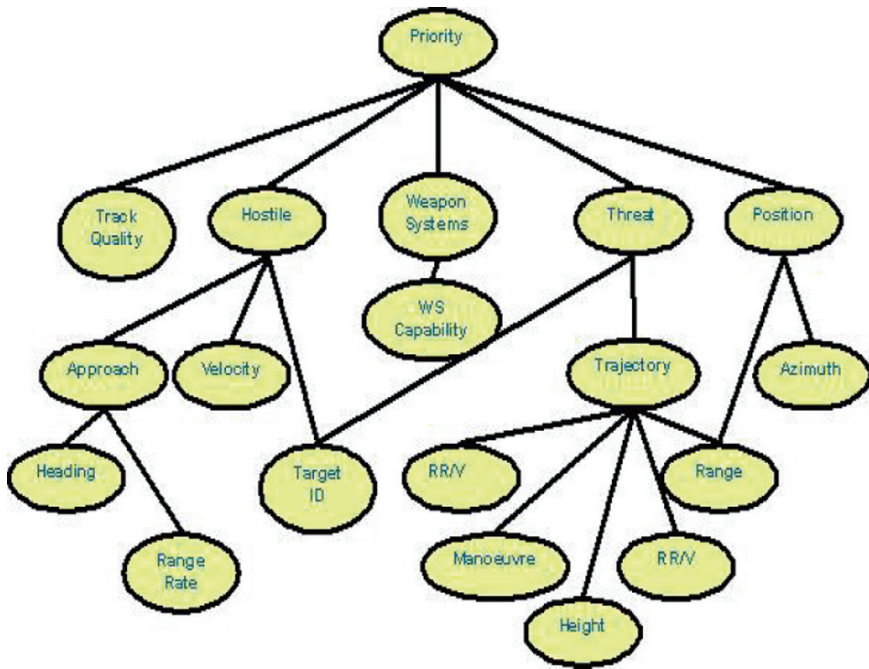 Priority
Track
Quality
Hostile
Weapon
Systems
Threat
Position
WS
Capability
Approach
Velocity
Trajectory
Azimuth
Heading
Target
ID
RR/V
Range
Range
Rate
Manoeuvre
RR/V
Height